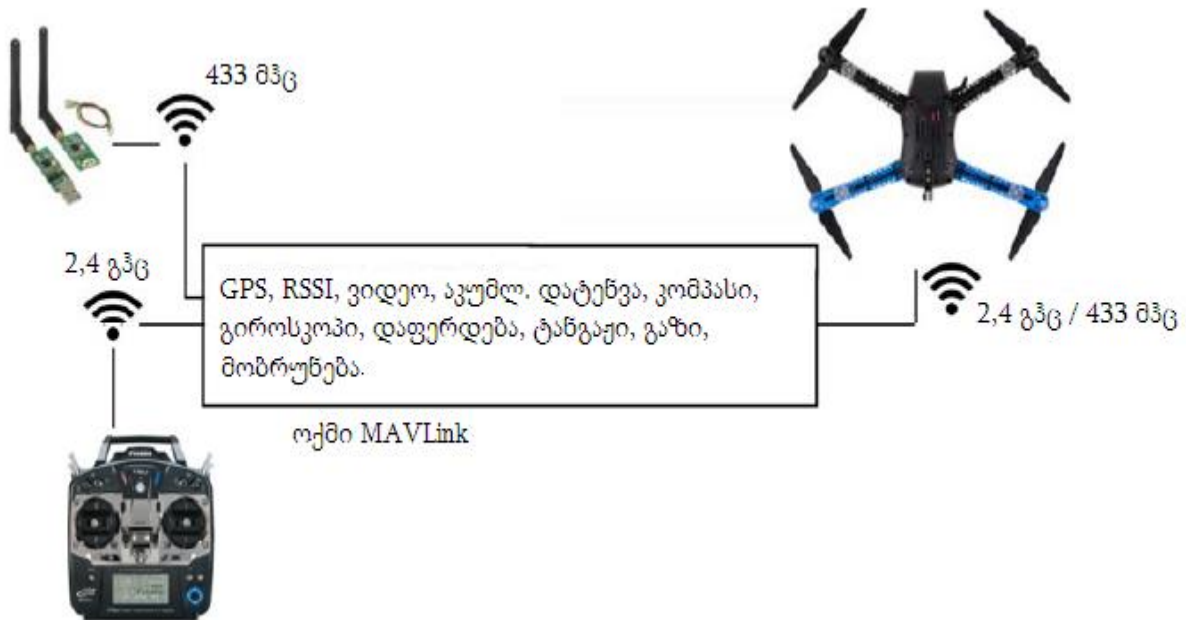 433 მჰც
2,4 გჰც
GPS, RSSI, ვიდეო, აკუმლ. დატენვა, კომპასი,
გიროსკოპი, დაფერდება, ტანგაჟი, გაზი,
მობრუნება.
2,4 გჰც / 433 მჰც
ოქმი MAVLink